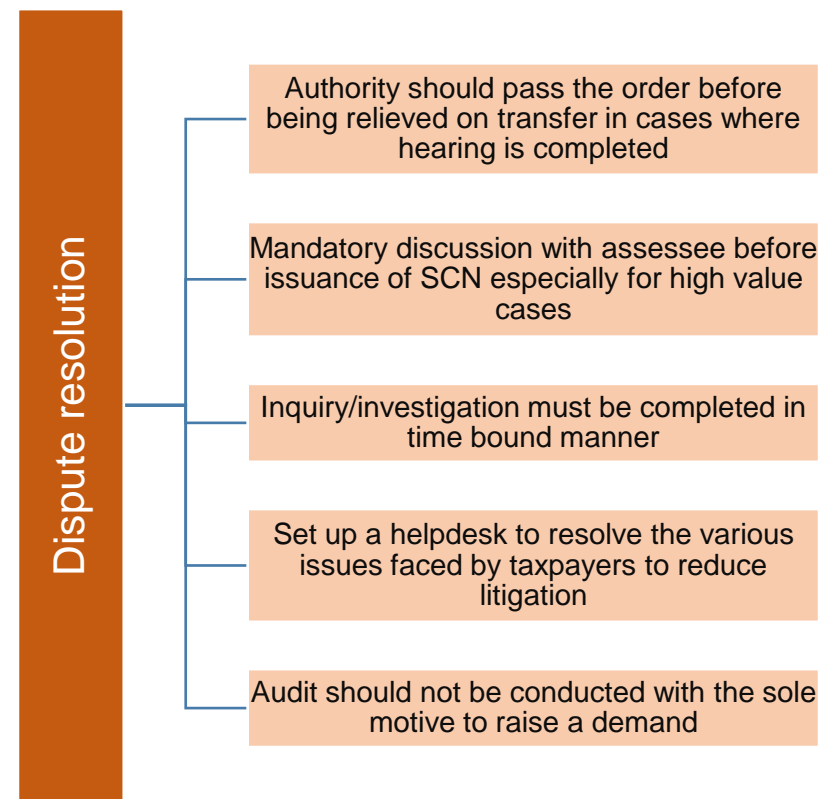 Dispute resolution
Authority should pass the order before
being relieved on transfer in cases where
hearing is completed
Mandatory discussion with assessee before
issuance of SCN especially for high value
cases
Inquiry/investigation must be completed in
time bound manner
Set up a helpdesk to resolve the various
issues faced by taxpayers to reduce
litigation
Audit should not be conducted with the sole
motive to raise a demand